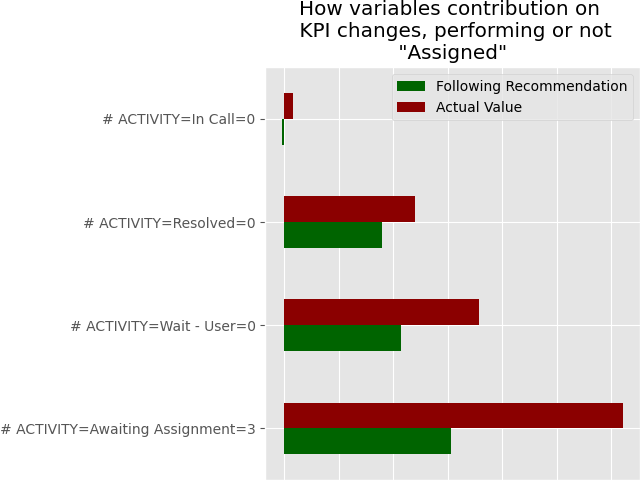 How variables contribution on
KPI changes, performing or not
"Assigned"
Following Recommendation
Actual Value
# ACTIVITY=In Call=0
# ACTIVITY=Resolved=0
# ACTIVITY=Wait - User=0
# ACTIVITY=Awaiting Assignment=3